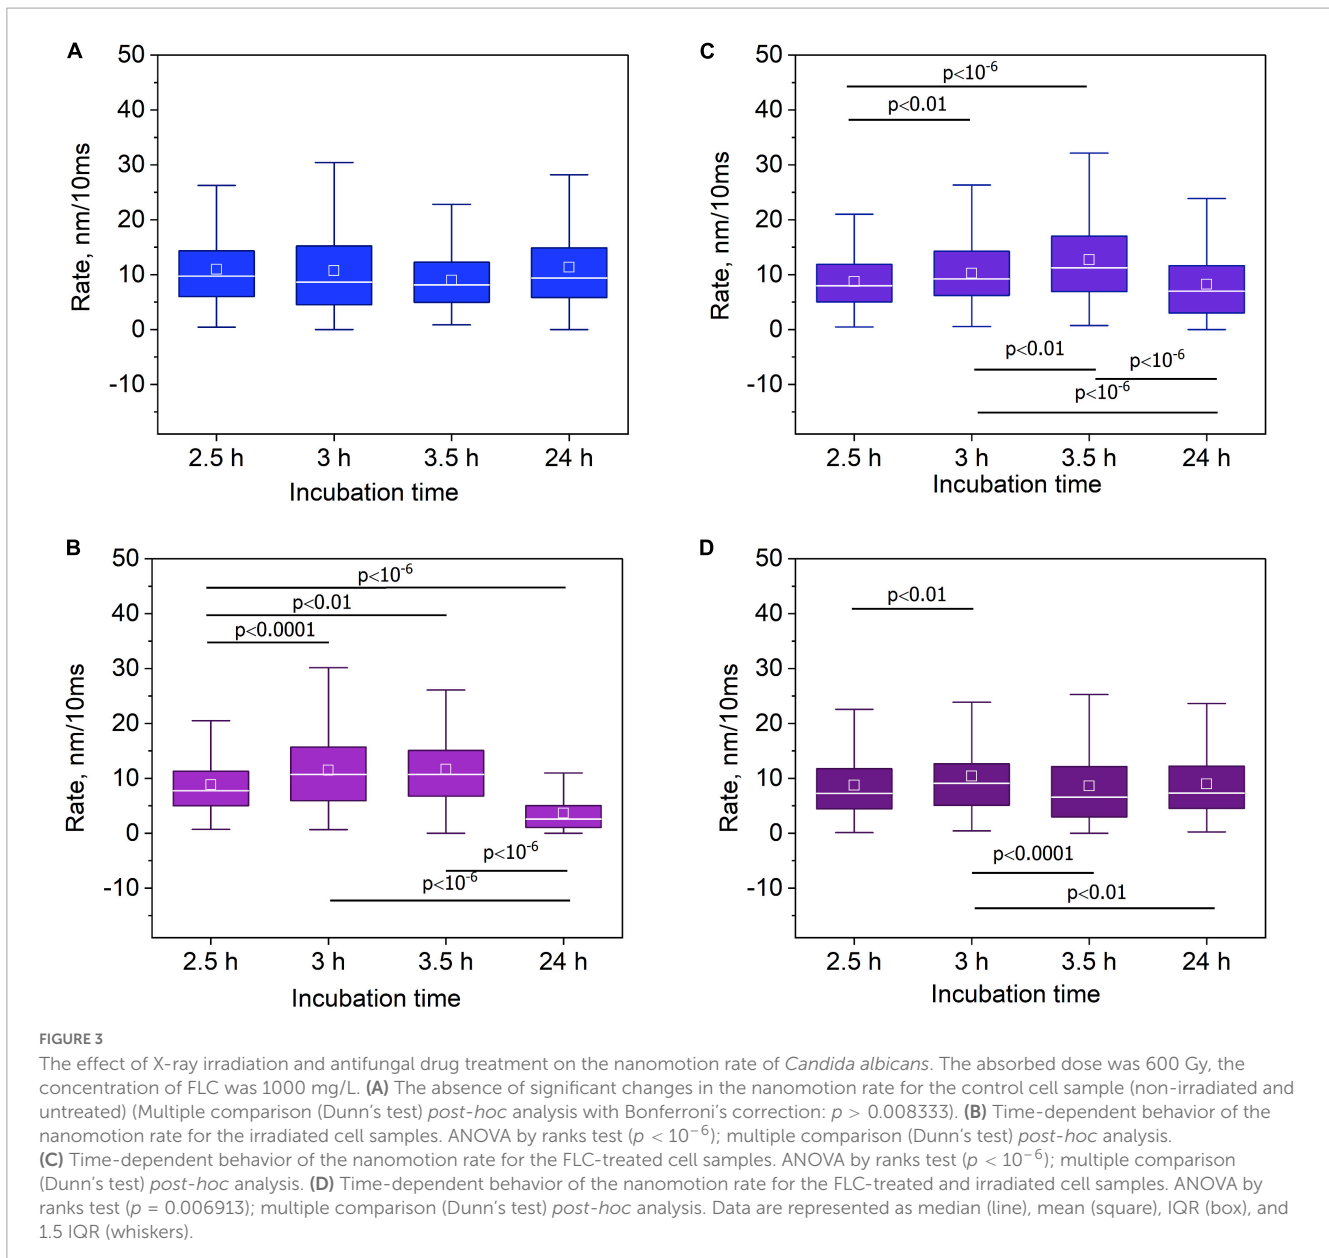 A
50
40
30
20
10
0
-10
Rate, nm/10ms
2.5 h 3 h 3.5 h 24 h
Incubation time
C
50
40
30
20
10
0
-10
Rate, nm/10ms
p<10-6
p<0.01
p<0.01
p<10-6
p<10-6
2.5 h 3 h 3.5 h 24 h
Incubation time
B
50
40
30
20
10
0
-10
Rate, nm/10ms
p<10-6
p<0.01
p<0.0001
p<10-6
p<10-6
2.5 h 3 h 3.5 h 24 h
Incubation time
D
50
40
30
20
10
0
-10
Rate, nm/10ms
p<0.01
p<0.0001
p<0.01
2.5 h 3 h 3.5 h 24 h
Incubation time
FIGURE 3
The effect of X-ray irradiation and antifungal drug treatment on the nanomotion rate of Candida albicans. The absorbed dose was 600 Gy, the
concentration of FLC was 1000 mg/L. (A) The absence of significant changes in the nanomotion rate for the control cell sample (non-irradiated and
untreated) (Multiple comparison (Dunn's test) post-hoc analysis with Bonferroni's correction: p > 0.008333). (B) Time-dependent behavior of the
nanomotion rate for the irradiated cell samples. ANOVA by ranks test (p < 10−6); multiple comparison (Dunn's test) post-hoc analysis.
(C) Time-dependent behavior of the nanomotion rate for the FLC-treated cell samples. ANOVA by ranks test (p < 10−6); multiple comparison
(Dunn's test) post-hoc analysis. (D) Time-dependent behavior of the nanomotion rate for the FLC-treated and irradiated cell samples. ANOVA by
ranks test (p = 0.006913); multiple comparison (Dunn's test) post-hoc analysis. Data are represented as median (line), mean (square), IQR (box), and
1.5 IQR (whiskers).